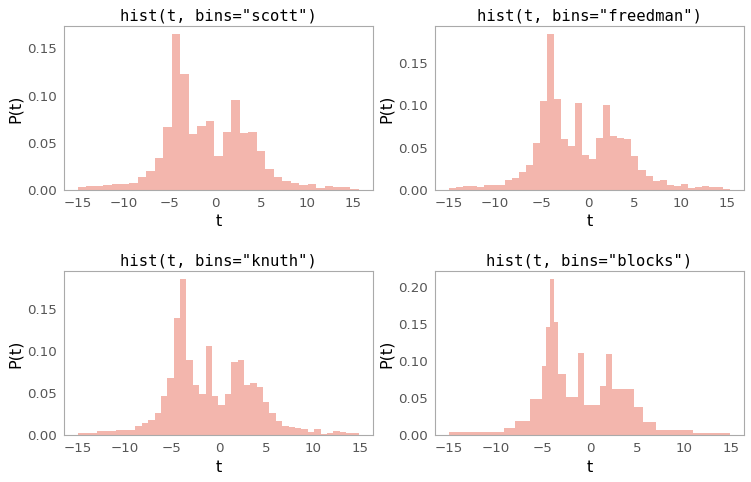 hist(t, bins="scott")
P(t)
0.15
0.10
0.05
0.00
−15 −10 −5 0 5 10 15
t
hist(t, bins="freedman")
P(t)
0.15
0.10
0.05
0.00
−15 −10 −5 0 5 10 15
t
hist(t, bins="knuth")
P(t)
0.15
0.10
0.05
0.00
−15 −10 −5 0 5 10 15
t
hist(t, bins="blocks")
P(t)
0.20
0.15
0.10
0.05
0.00
−15 −10 −5 0 5 10 15
t